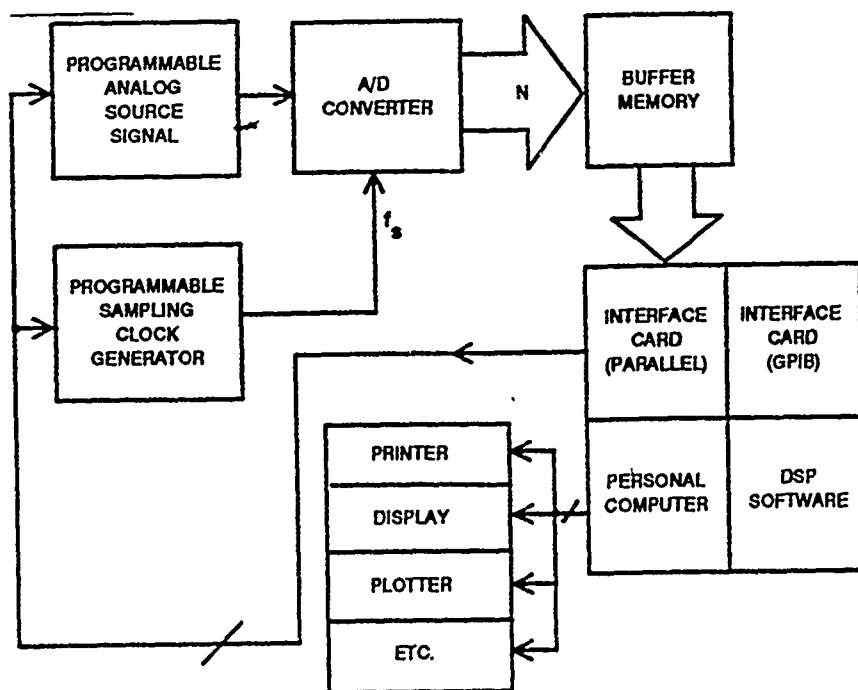 PROGRAMMABLE
ANALOG
SOURCE
SIGNAL
A/D
CONVERTER
N
BUFFER
MEMORY
f_s
PROGRAMMABLE
SAMPLING
CLOCK
GENERATOR
INTERFACE
CARD
(PARALLEL)
INTERFACE
CARD
(GPIB)
PERSONAL
COMPUTER
DSP
SOFTWARE
PRINTER
DISPLAY
PLOTTER
ETC.